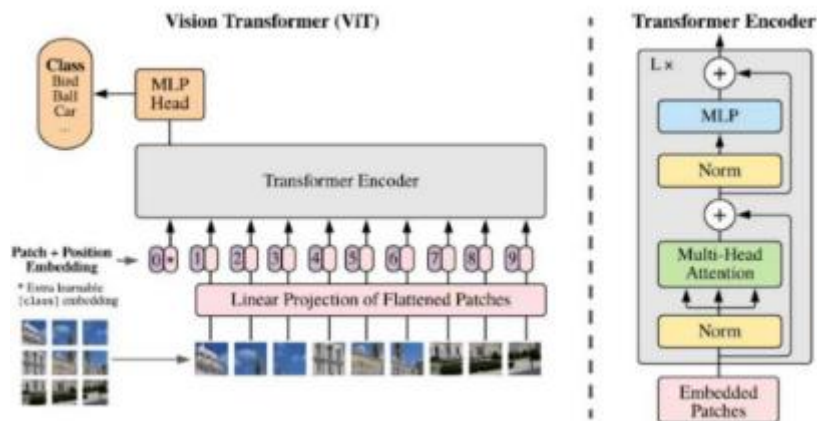 Vision Transformer (ViT)
Class
Bird
Ball
Car
...
MLP
Head
Transformer Encoder
Patch + Position
Embedding
0 * 1 2 3 4 5 6 7 8 9
* Extra learnable
[class] embedding
Linear Projection of Flattened Patches
Transformer Encoder
L ×
+
MLP
Norm
+
Multi-Head
Attention
Norm
Embedded
Patches